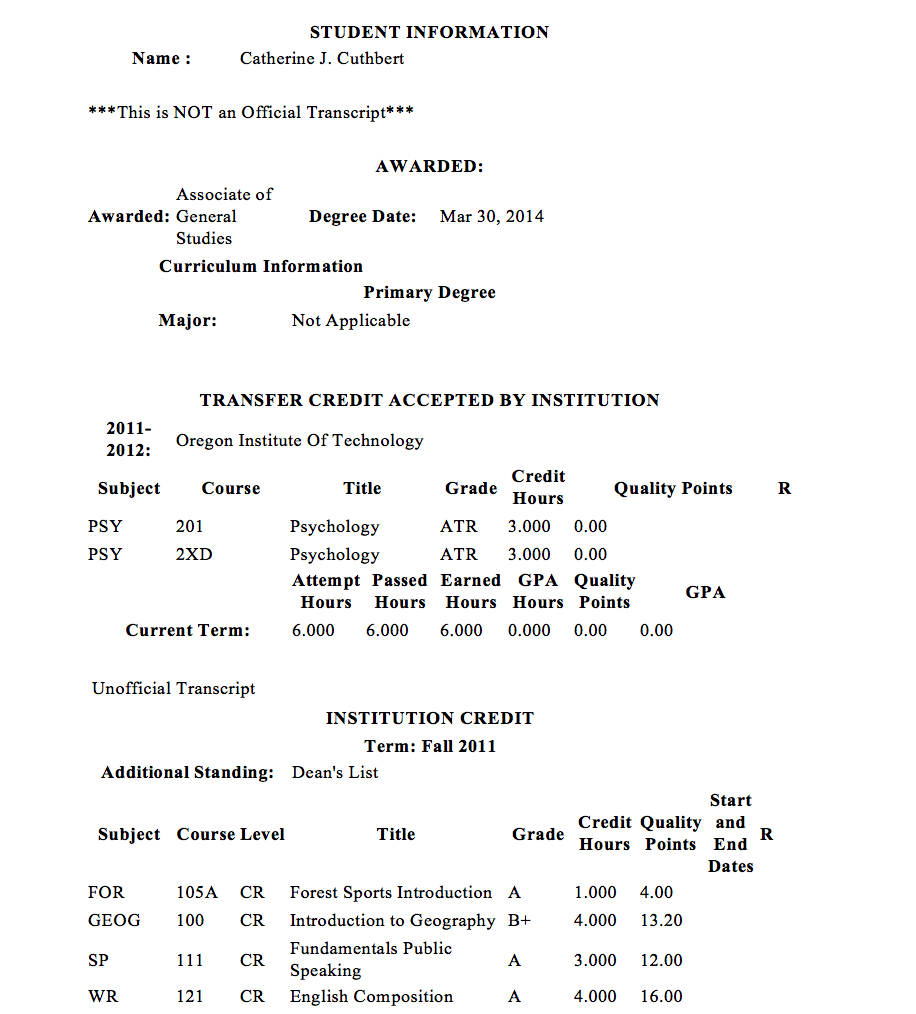 STUDENT INFORMATION
Name : Catherine J. Cuthbert
***This is NOT an Official Transcript***
AWARDED:
Awarded: Associate of General Studies Degree Date: Mar 30, 2014
Curriculum Information
Primary Degree
Major: Not Applicable
TRANSFER CREDIT ACCEPTED BY INSTITUTION
2011-2012: Oregon Institute Of Technology
Subject Course Title Grade Credit Hours Quality Points R
PSY 201 Psychology ATR 3.000 0.00
PSY 2XD Psychology ATR 3.000 0.00
Attempt Hours Passed Hours Earned Hours GPA Hours Quality Points GPA
Current Term: 6.000 6.000 6.000 0.000 0.00 0.00
Unofficial Transcript
INSTITUTION CREDIT
Term: Fall 2011
Additional Standing: Dean's List
Subject Course Level Title Grade Credit Hours Quality Points Start and End Dates R
FOR 105A CR Forest Sports Introduction A 1.000 4.00
GEOG 100 CR Introduction to Geography B+ 4.000 13.20
SP 111 CR Fundamentals Public Speaking A 3.000 12.00
WR 121 CR English Composition A 4.000 16.00